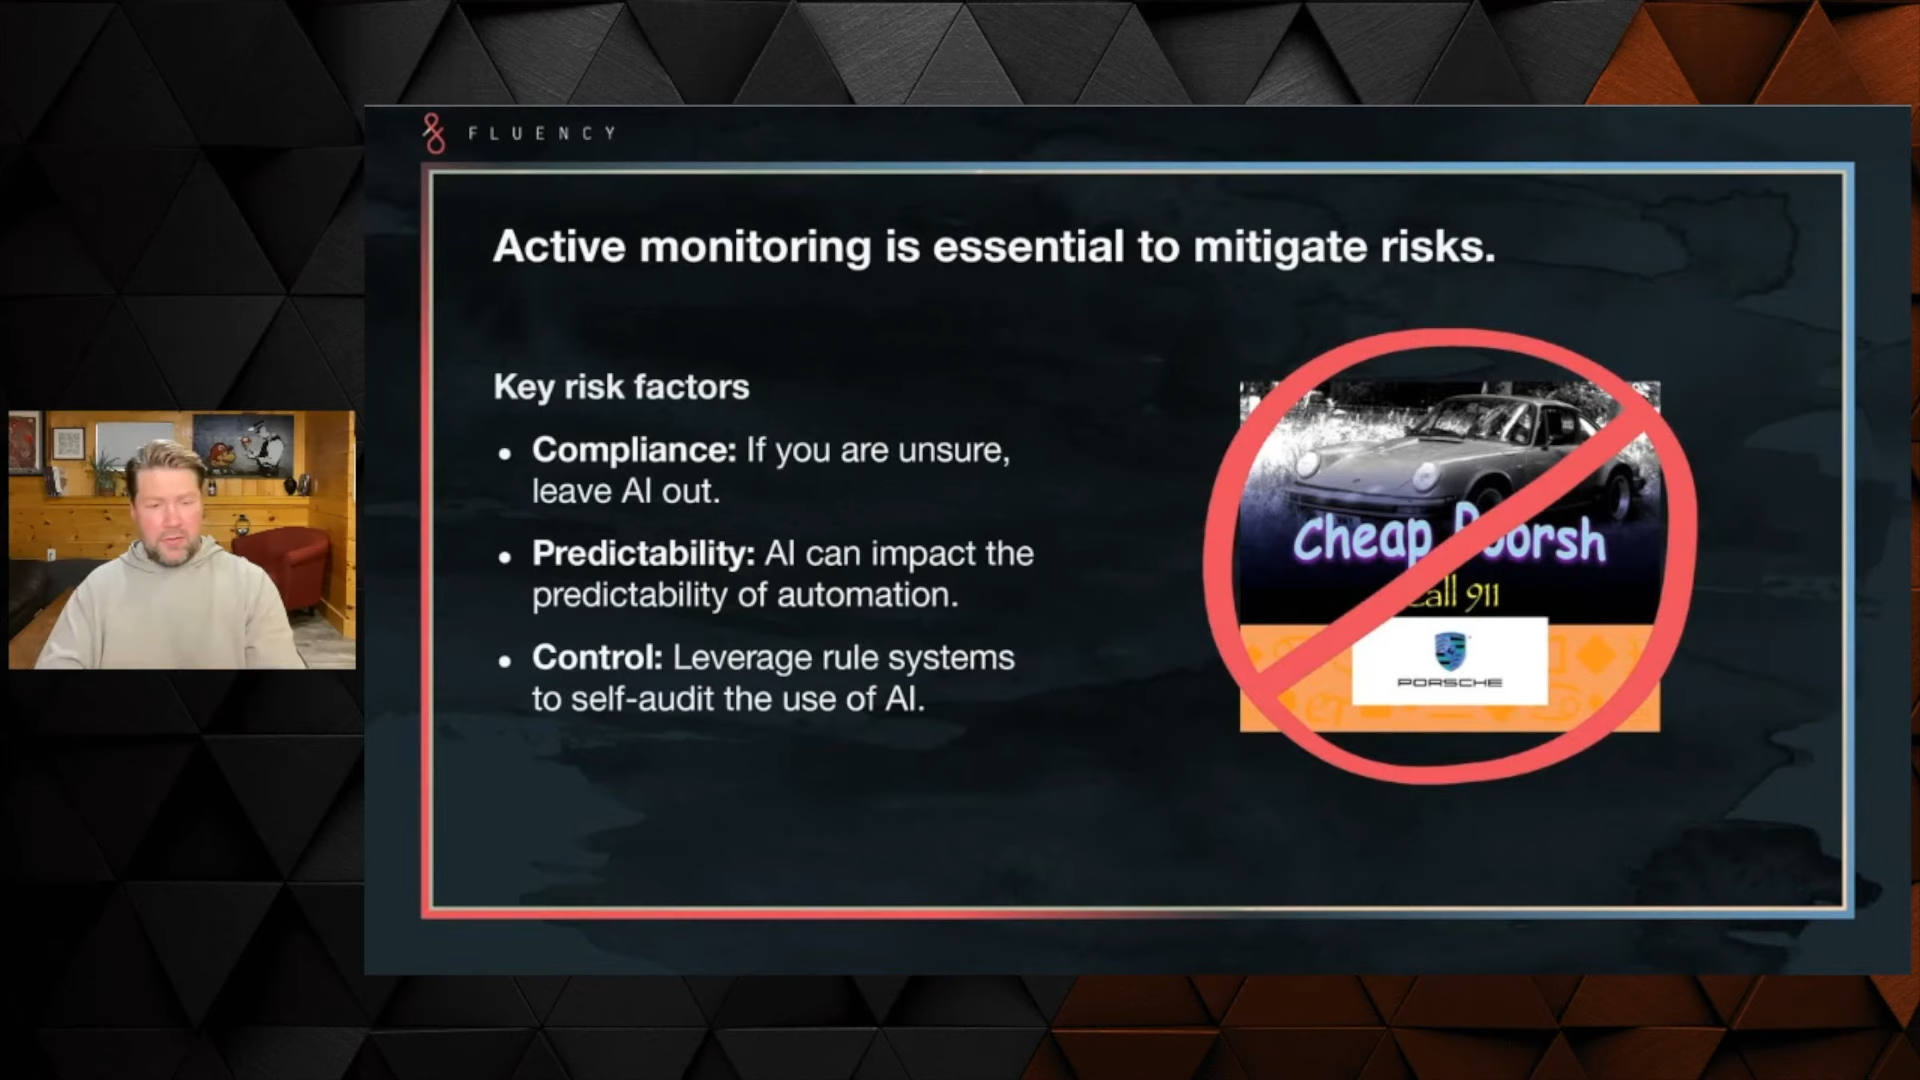 FLUENCY
Active monitoring is essential to mitigate risks.
Key risk factors
• Compliance: If you are unsure,
leave AI out.
• Predictability: AI can impact the
predictability of automation.
• Control: Leverage rule systems
to self-audit the use of AI.
Cheap
911
PORSCHE